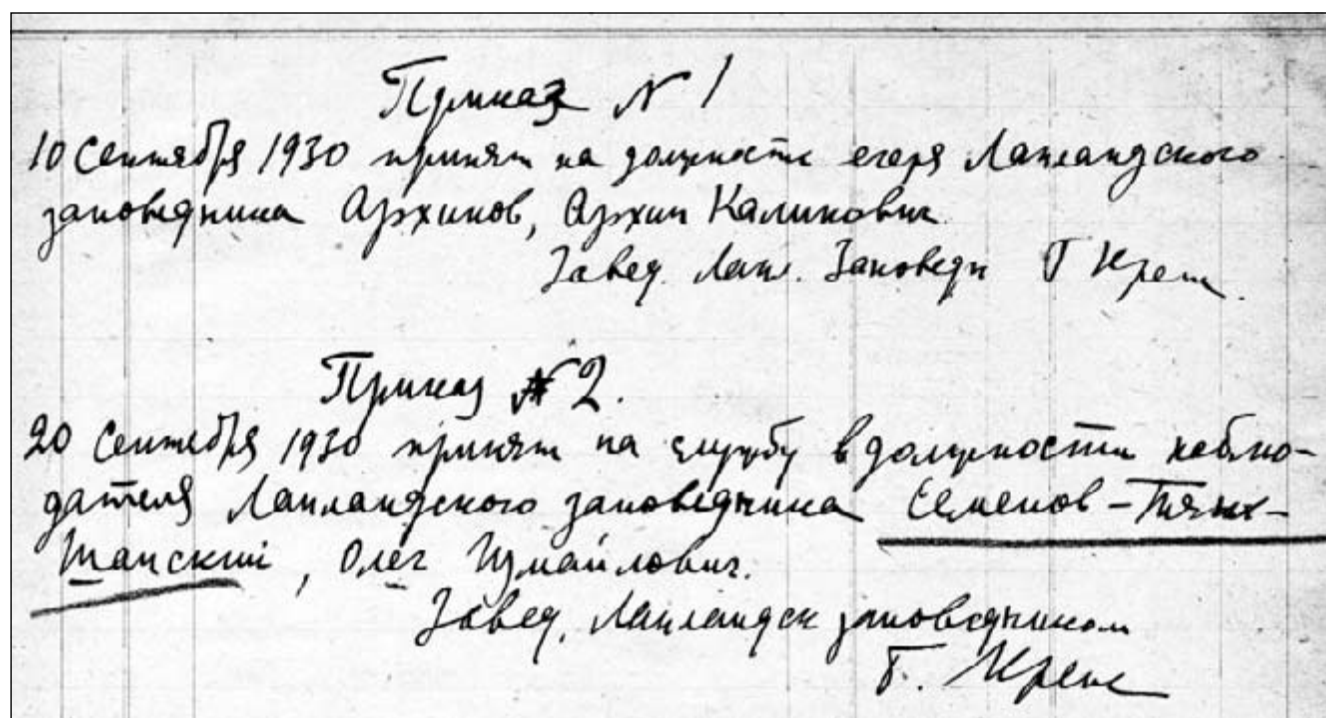 Приказ N 1
10 Сентября 1930 принят на должность егеря Лапландского
заповедника Архипов, Архип Калинович
Завед. Лапл. Заповедн Г Крепс.
Приказ № 2.
20 Сентября 1930 принят на службу в должности наблю-
дателя Лапландского заповедника Семенов-Тянь-
Шанский, Олег Измайлович.
Завед. Лапландск заповедником
Г. Крепс